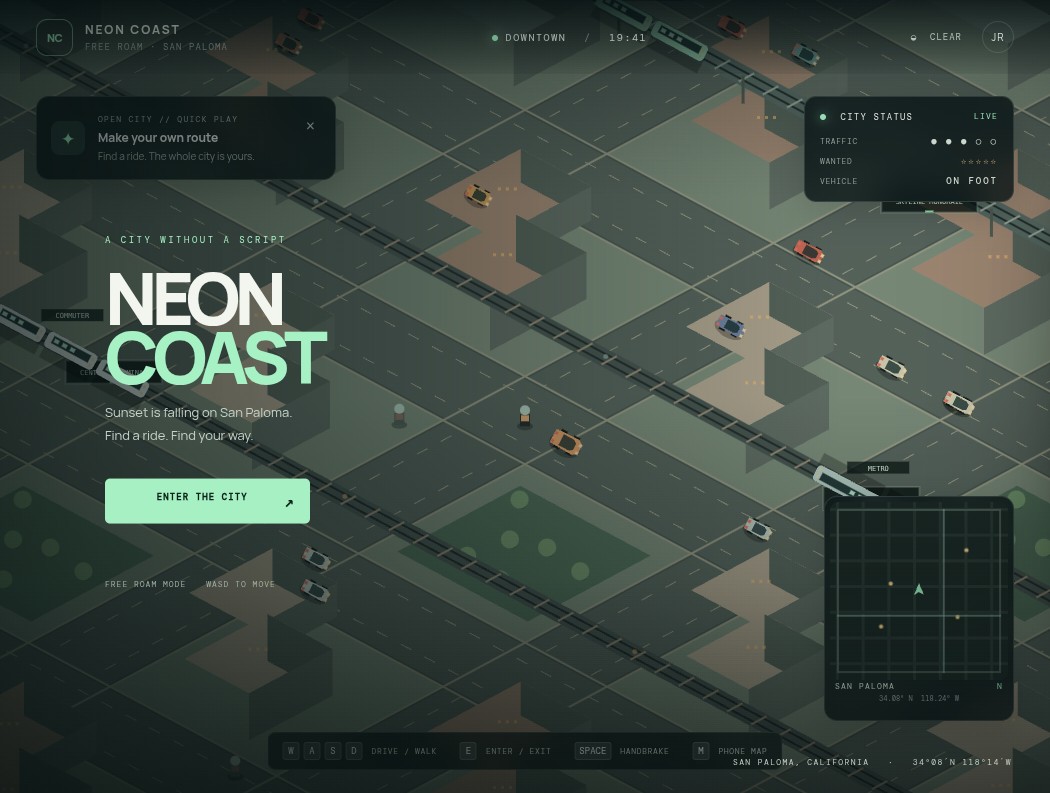 NC
NEON COAST
FREE ROAM · SAN PALOMA
DOWNTOWN / 19:41
CLEAR
JR
OPEN CITY // QUICK PLAY
Make your own route
Find a ride. The whole city is yours.
×
CITY STATUS LIVE
TRAFFIC
WANTED ☆☆☆☆☆
VEHICLE ON FOOT
A CITY WITHOUT A SCRIPT
NEON
COAST
COMMUTER
Sunset is falling on San Paloma.
Find a ride. Find your way.
METRO
ENTER THE CITY ↗
FREE ROAM MODE WASD TO MOVE
SAN PALOMA N
34.08° N 118.24° W
W A S D DRIVE / WALK E ENTER / EXIT SPACE HANDBRAKE M PHONE MAP
SAN PALOMA, CALIFORNIA · 34°08′N 118°14′W